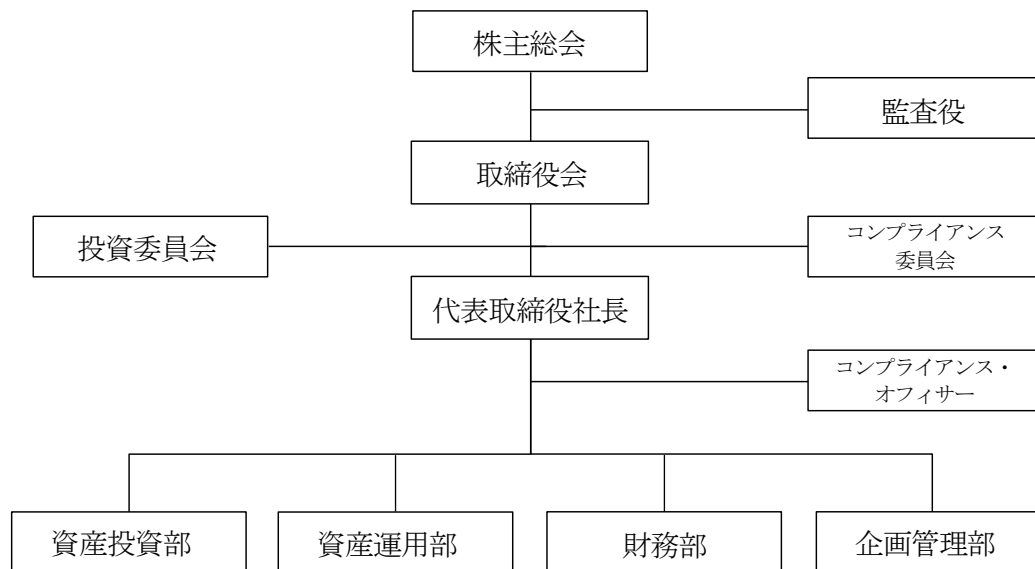 株主総会
監査役
取締役会
投資委員会
コンプライアンス
委員会
代表取締役社長
コンプライアンス・
オフィサー
資産投資部
資産運用部
財務部
企画管理部